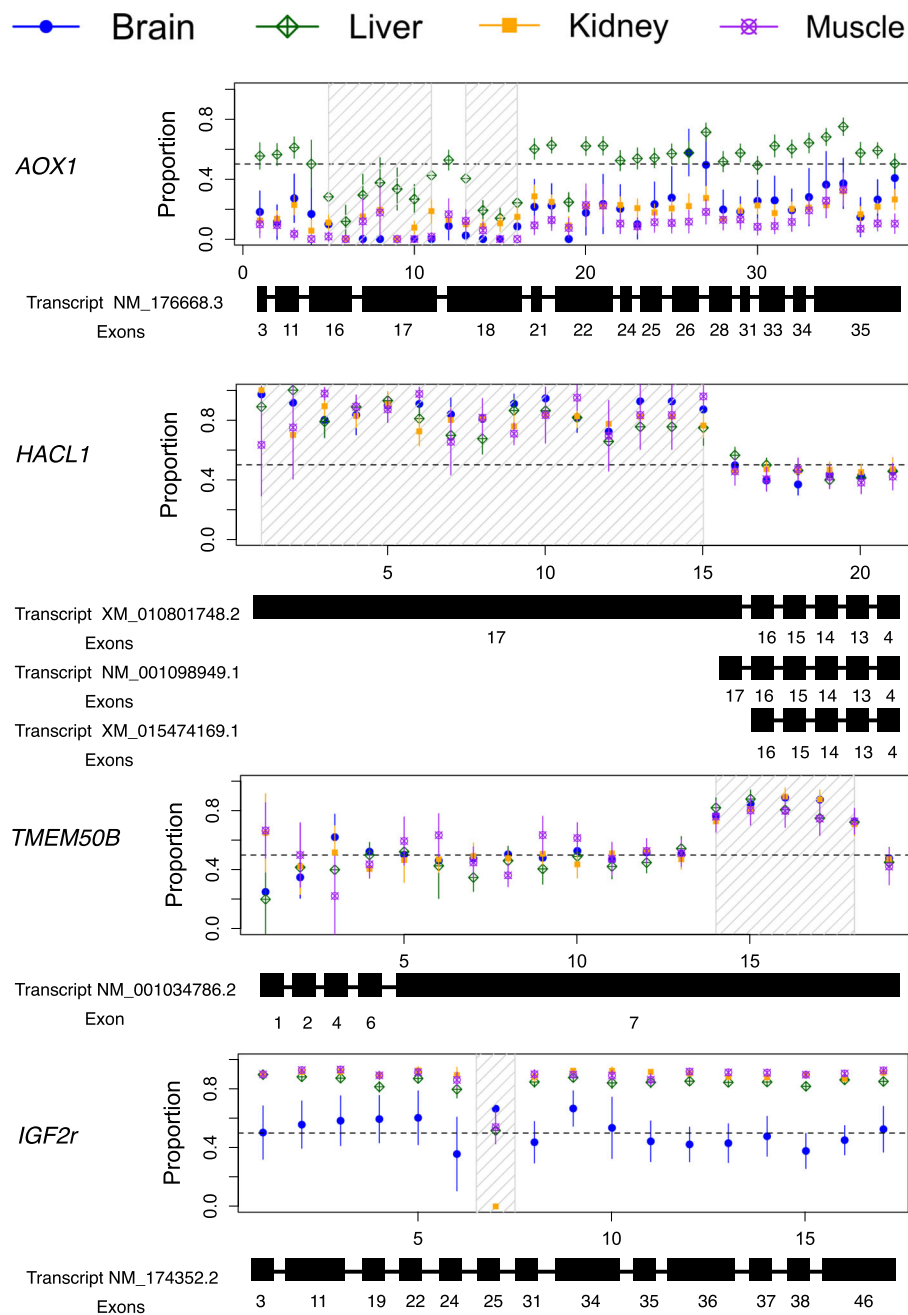 Brain Liver Kidney Muscle
AOX1
Proportion
0.0 0.4 0.8
0 10 20 30
Transcript NM_176668.3
Exons
3 11 16 17 18 21 22 24 25 26 28 31 33 34 35
HACL1
Proportion
0.0 0.4 0.8
5 10 15 20
Transcript XM_010801748.2
Exons
17 16 15 14 13 4
Transcript NM_001098949.1
Exons
17 16 15 14 13 4
Transcript XM_015474169.1
Exons
16 15 14 13 4
TMEM50B
Proportion
0.0 0.4 0.8
5 10 15
Transcript NM_001034786.2
Exon
1 2 4 6 7
IGF2r
Proportion
0.0 0.4 0.8
5 10 15
Transcript NM_174352.2
Exons
3 11 19 22 24 25 31 34 35 36 37 38 46